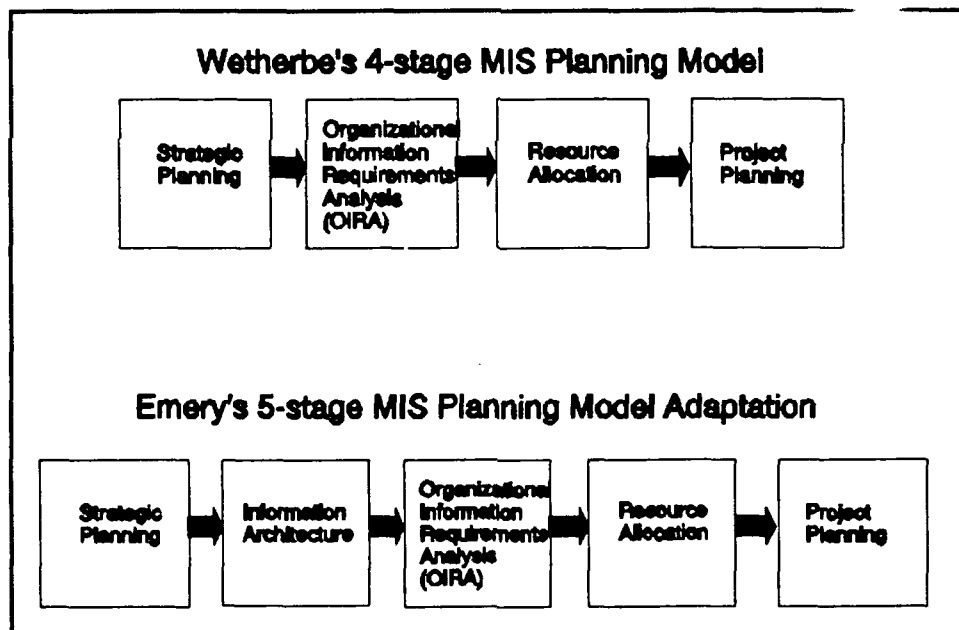 Wetherbe's 4-stage MIS Planning Model
Strategic
Planning
Organizational
Information
Requirements
Analysis
(OIRA)
Resource
Allocation
Project
Planning
Emery's 5-stage MIS Planning Model Adaptation
Strategic
Planning
Information
Architecture
Organizational
Information
Requirements
Analysis
(OIRA)
Resource
Allocation
Project
Planning